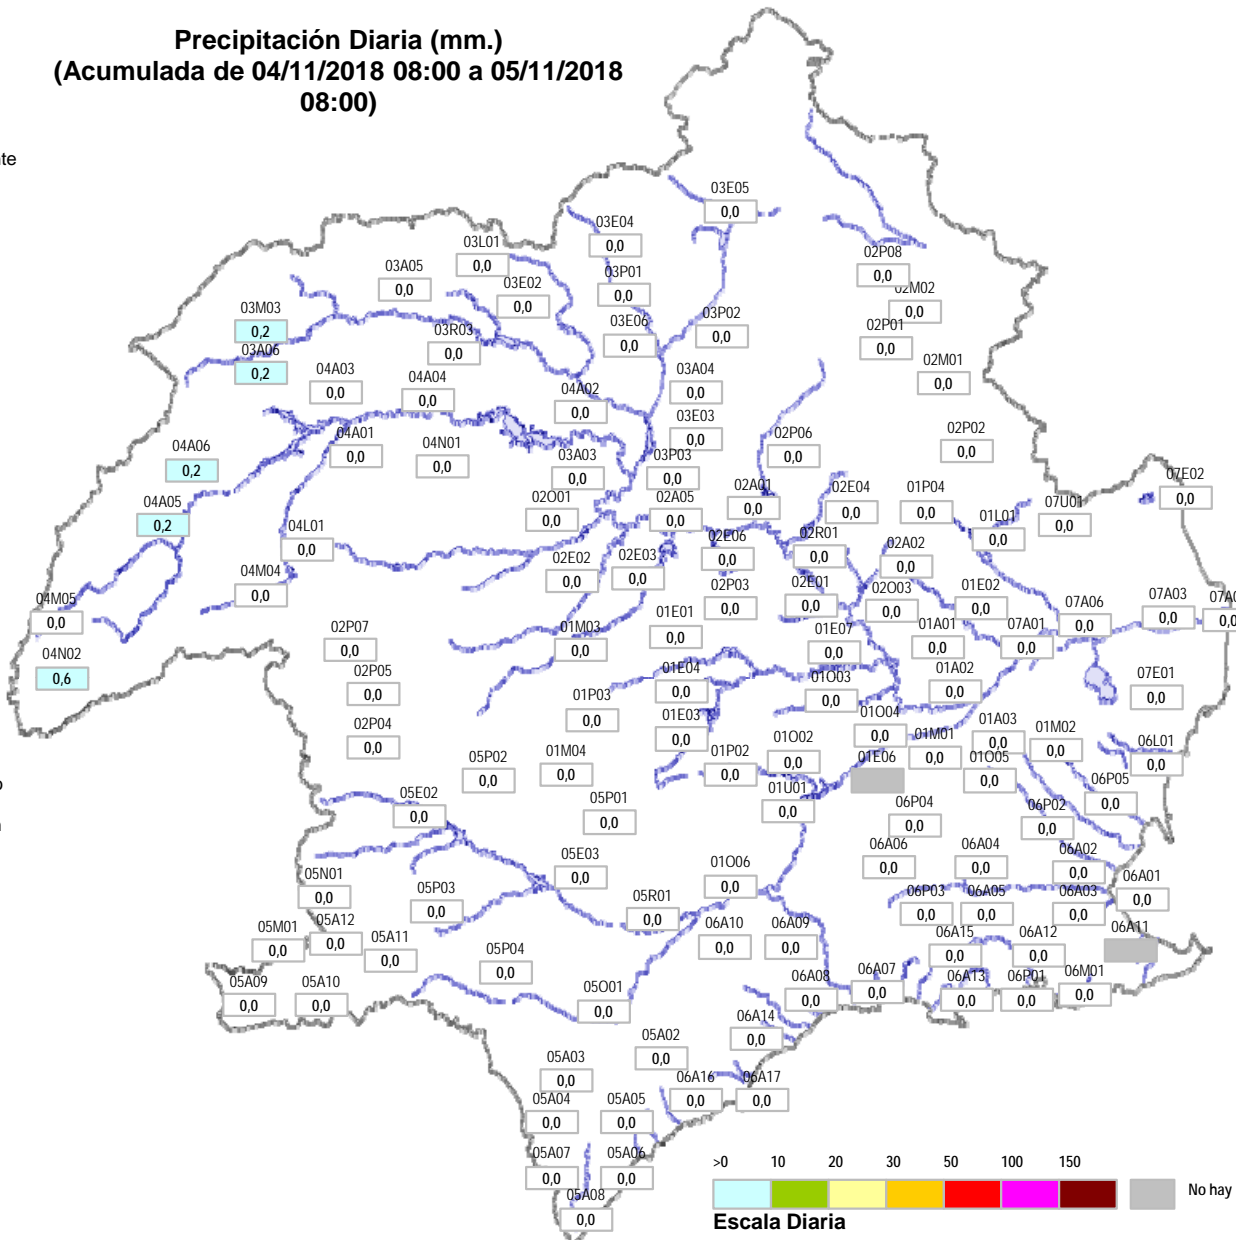 Precipitación Diaria (mm.)
(Acumulada de 04/11/2018 08:00 a 05/11/2018
08:00)
nte
03E05
0,0
03E04
0,0
03L01
0,0
02P08
0,0
03A05
0,0
03P01
0,0
03E02
0,0
02M02
0,0
03M03
0,2
03P02
0,0
03E06
0,0
02P01
0,0
03R03
0,0
03A06
0,2
02M01
0,0
04A03
0,0
04A04
0,0
03A04
0,0
04A02
0,0
03E03
0,0
02P02
0,0
04A01
0,0
04N01
0,0
02P06
0,0
04A06
0,2
03A03
0,0
03P03
0,0
07E02
0,0
02A01
0,0
02E04
0,0
01P04
0,0
04A05
0,2
02O01
0,0
02A05
0,0
07U01
0,0
01L01
0,0
04L01
0,0
02E06
0,0
02R01
0,0
02A02
0,0
02E02
0,0
02E03
0,0
04M04
0,0
02P03
0,0
02E01
0,0
02O03
0,0
01E02
0,0
04M05
0,0
07A06
0,0
07A03
0,0
07A0
0,0
01E01
0,0
02P07
0,0
01M03
0,0
01E07
0,0
01A01
0,0
07A01
0,0
04N02
0,6
02P05
0,0
01E04
0,0
01O03
0,0
01A02
0,0
07E01
0,0
01P03
0,0
02P04
0,0
01E03
0,0
01O04
0,0
01M01
0,0
01A03
0,0
01M02
0,0
06L01
0,0
05P02
0,0
01M04
0,0
01P02
0,0
01O02
0,0
01E06
01O05
0,0
o
05E02
0,0
05P01
0,0
01U01
0,0
06P04
0,0
06P02
0,0
06P05
0,0
05E03
0,0
06A06
0,0
06A04
0,0
06A02
0,0
05N01
0,0
05P03
0,0
05R01
0,0
01O06
0,0
06P03
0,0
06A05
0,0
06A03
0,0
06A01
0,0
05M01
0,0
05A12
0,0
05A11
0,0
06A10
0,0
06A09
0,0
06A15
0,0
06A12
0,0
06A11
05P04
0,0
05A09
0,0
05A10
0,0
05O01
0,0
06A08
0,0
06A07
0,0
06A13
0,0
06P01
0,0
06M01
0,0
06A14
0,0
05A02
0,0
05A03
0,0
06A16
0,0
06A17
0,0
05A04
0,0
05A05
0,0
05A07
0,0
05A06
0,0
05A08
0,0
>0 10 20 30 50 100 150
No hay
Escala Diaria